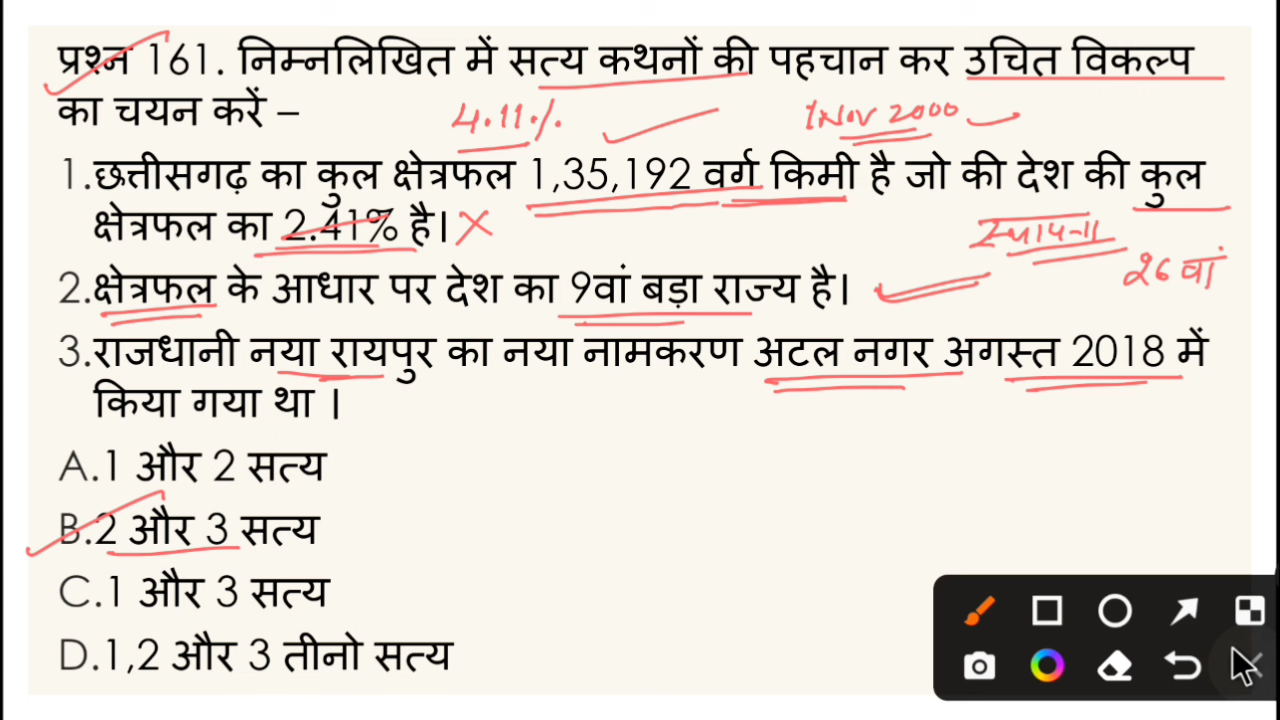 प्रश्न 161. निम्नलिखित में सत्य कथनों की पहचान कर उचित विकल्प
का चयन करें –
4.11% 1 Nov 2000
1.छत्तीसगढ़ का कुल क्षेत्रफल 1,35,192 वर्ग किमी है जो की देश की कुल
क्षेत्रफल का 2.41% है। X
स्थापना
26 वां
2.क्षेत्रफल के आधार पर देश का 9वां बड़ा राज्य है।
3.राजधानी नया रायपुर का नया नामकरण अटल नगर अगस्त 2018 में
किया गया था ।
A.1 और 2 सत्य
B.2 और 3 सत्य
C.1 और 3 सत्य
D.1,2 और 3 तीनो सत्य